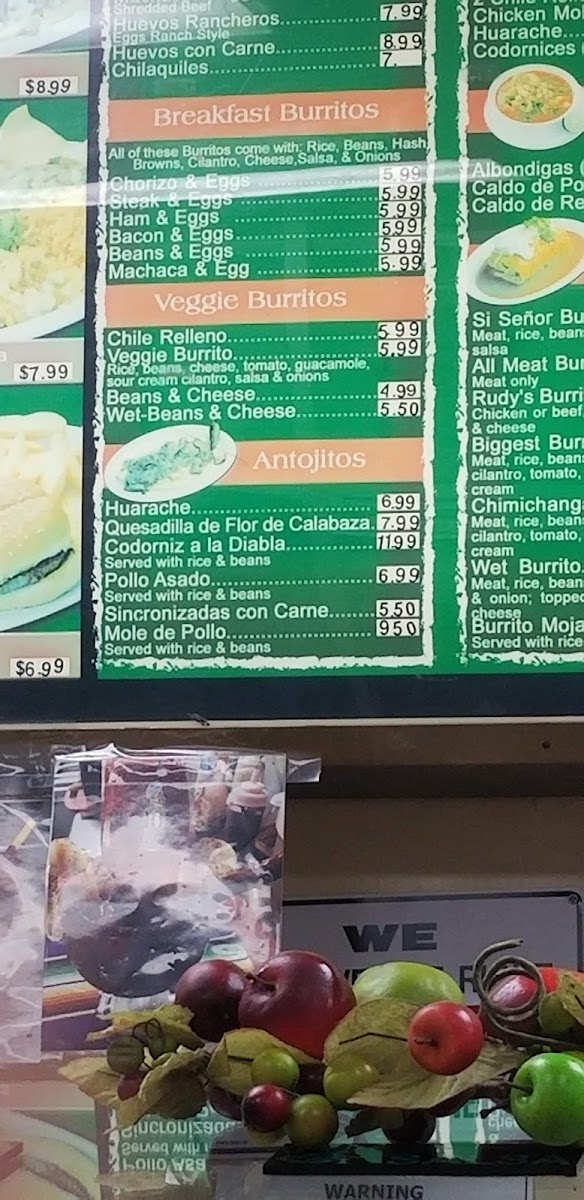 $8.99
$7.99
$6.99
Shredded Beef
Huevos Rancheros 7.99
Eggs Ranch Style
Huevos con Carne 8.99
Chilaquiles 7.
Breakfast Burritos
All of these Burritos come with: Rice, Beans, Hash
Browns, Cilantro, Cheese, Salsa, & Onions
Chorizo & Eggs 5.99
Steak & Eggs 5.99
Ham & Eggs 5.99
Bacon & Eggs 5.99
Beans & Eggs 5.99
Machaca & Egg 5.99
Veggie Burritos
Chile Relleno 5 99
Veggie Burrito 5.99
Rice, beans, cheese, tomato, guacamole,
sour cream cilantro, salsa & onions
Beans & Cheese 4.99
Wet-Beans & Cheese 5.50
Antojitos
Huarache 6.99
Quesadilla de Flor de Calabaza 7.99
Codorniz a la Diabla 11.99
Served with rice & beans
Pollo Asado 6.99
Served with rice & beans
Sincronizadas con Carne 5.50
Mole de Pollo 9 50
Served with rice & beans
Chicken Mo
Huarache
Codornices
Albondigas (
Caldo de Po
Caldo de Re
Si Señor Bu
Meat, rice, bean
salsa
All Meat Bu
Meat only
Rudy's Burri
Chicken or beef
& cheese
Biggest Burr
Meat, rice, bean
cilantro, tomato,
cream
Chimichang
Meat, rice, bean
cilantro, tomato,
cream
Wet Burrito
Meat, rice, bean
& onion; topped
cheese
Burrito Moja
Served with rice
WE
WARNING